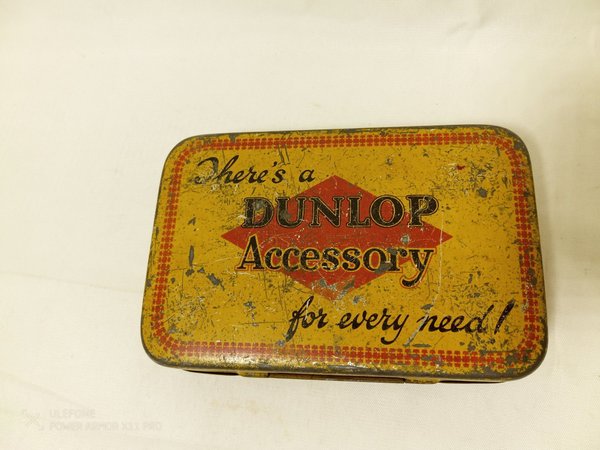 There's a
DUNLOP
Accessory
for every need!
ULEFONE
POWER ARMOR X11 PRO